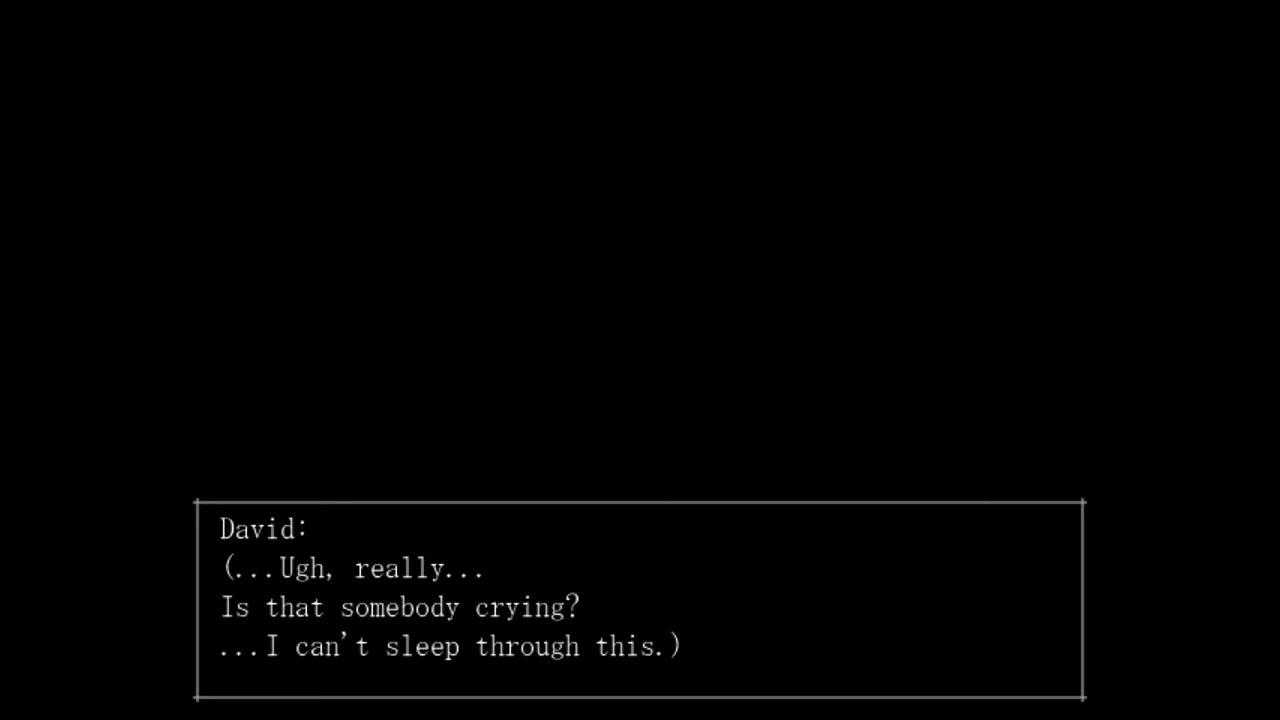 David:
(...Ugh, really...
Is that somebody crying?
...I can't sleep through this.)